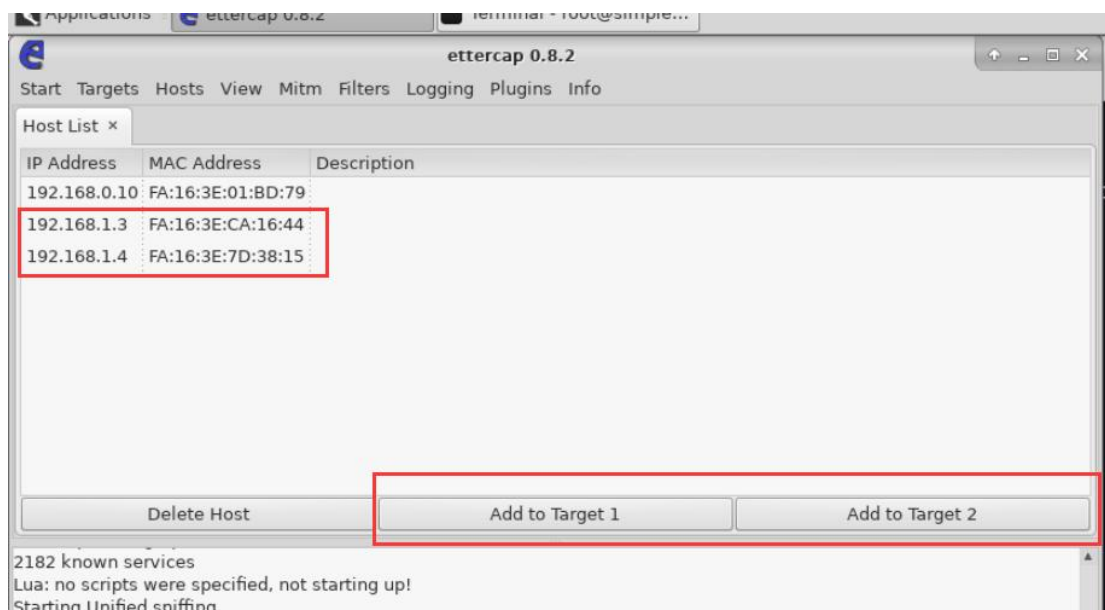 Applications ettercap 0.8.2 Terminal - root@simple...
ettercap 0.8.2
Start Targets Hosts View Mitm Filters Logging Plugins Info
Host List ×
IP Address MAC Address Description
192.168.0.10 FA:16:3E:01:BD:79
192.168.1.3 FA:16:3E:CA:16:44
192.168.1.4 FA:16:3E:7D:38:15
Delete Host Add to Target 1 Add to Target 2
2182 known services
Lua: no scripts were specified, not starting up!
Starting Unified sniffing